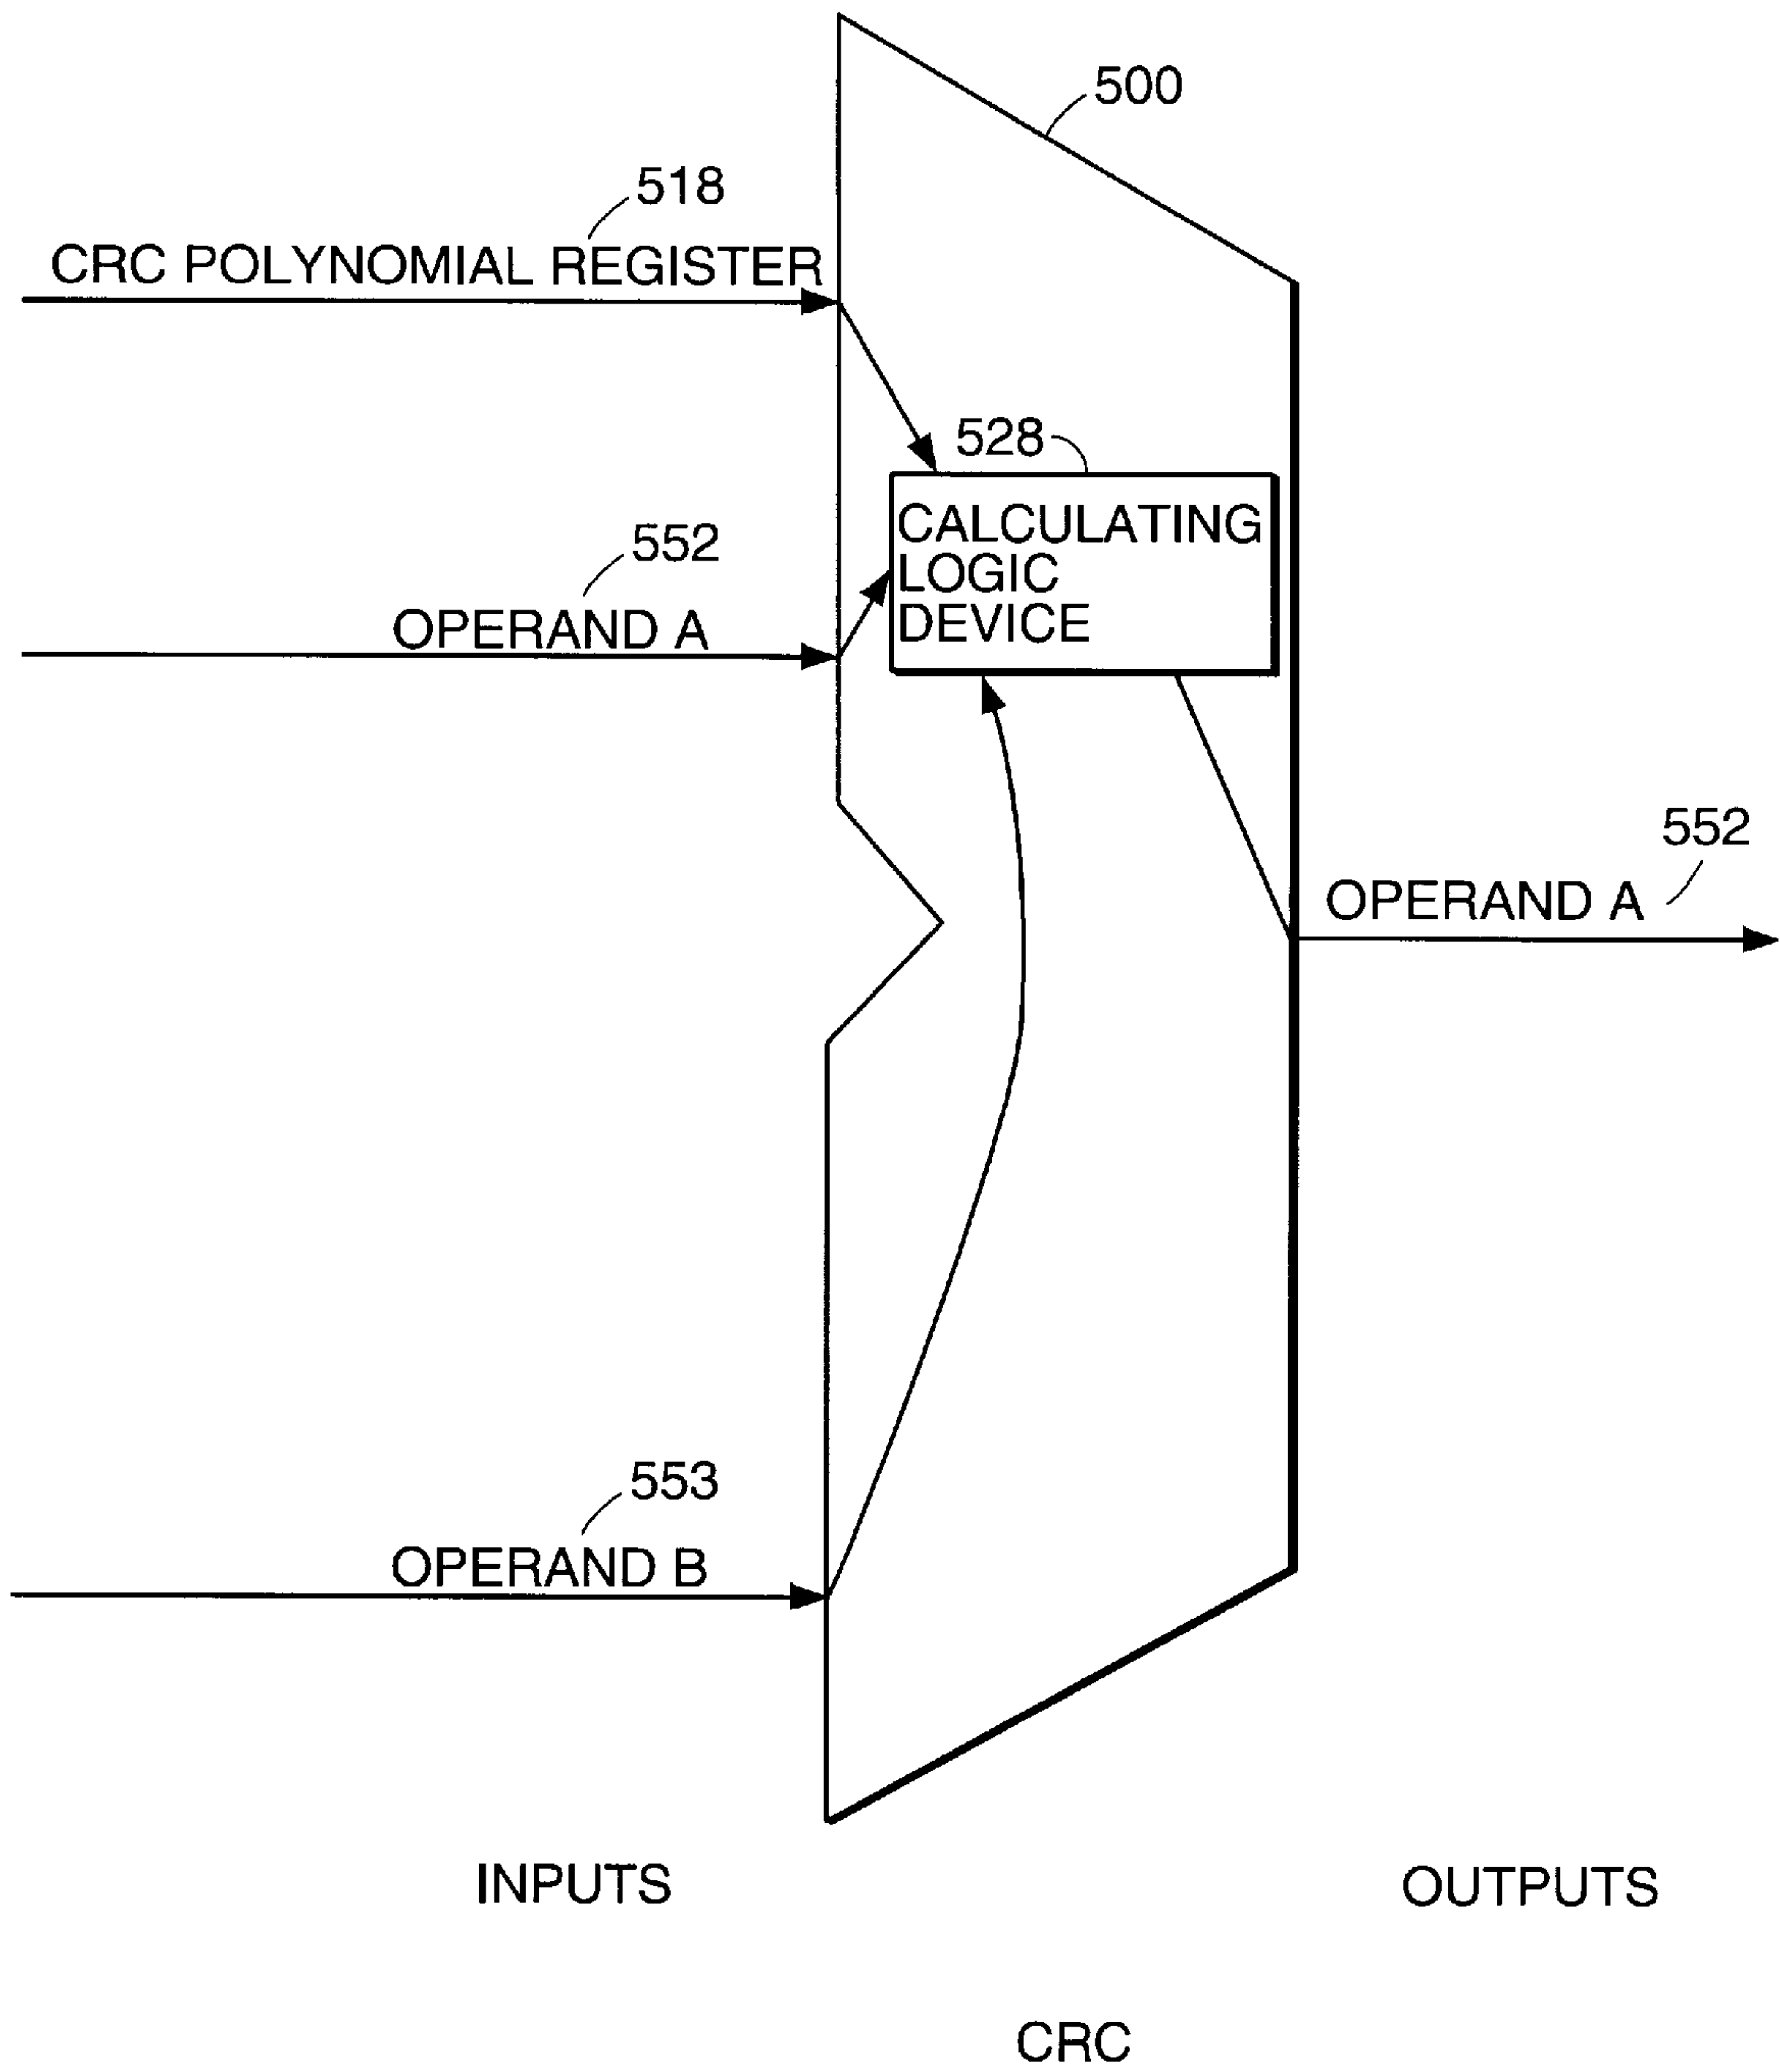 500
518
CRC POLYNOMIAL REGISTER
528
CALCULATING
LOGIC
DEVICE
552
OPERAND A
552
OPERAND A
553
OPERAND B
INPUTS
OUTPUTS
CRC